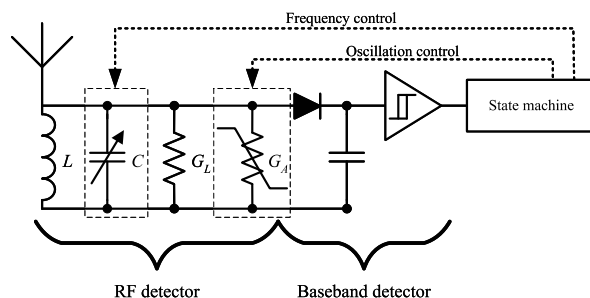 Frequency control
Oscillation control
State machine
L
C
G_L
G_A
RF detector
Baseband detector